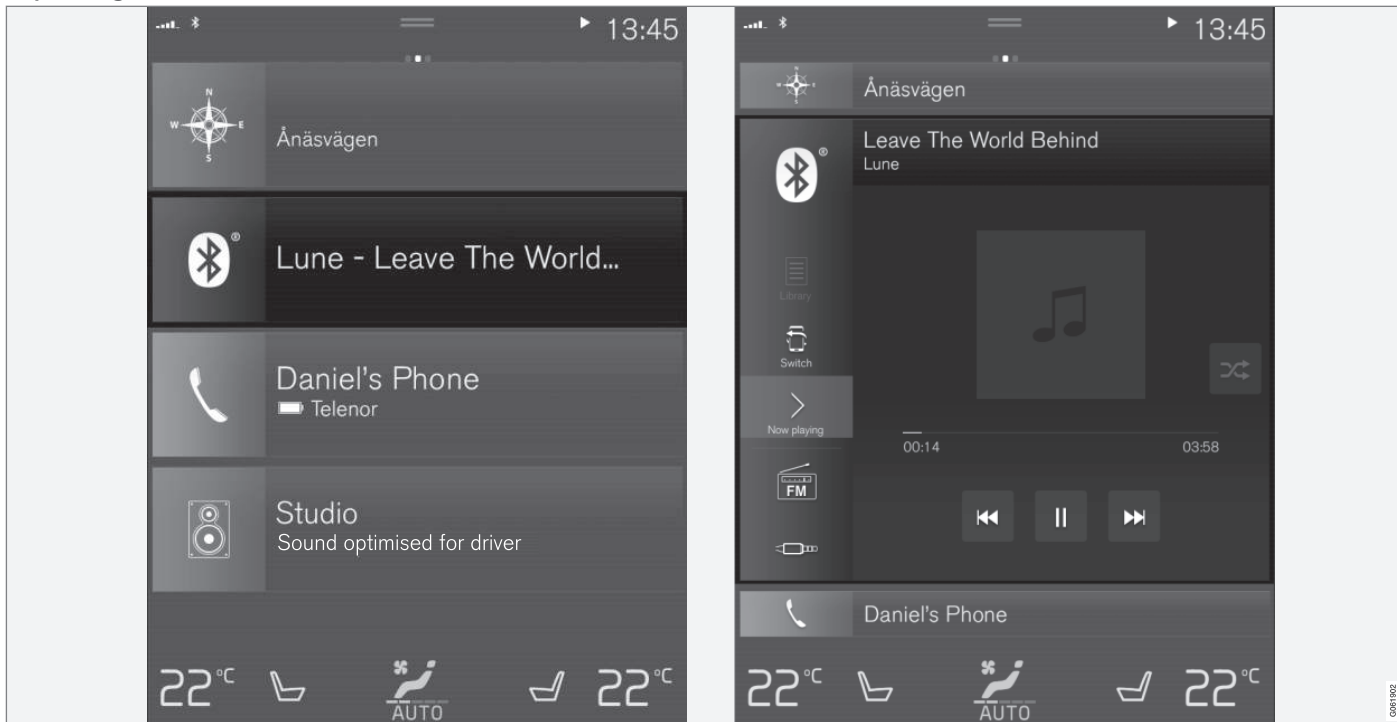 13:45
N
W
E
S
Ånäsvägen
®
Lune - Leave The World...
Daniel's Phone
Telenor
Studio
Sound optimised for driver
22°C
AUTO
22°C
13:45
Ånäsvägen
®
Leave The World Behind
Lune
Library
Switch
Now playing
00:14
03:58
FM
Daniel's Phone
22°C
AUTO
22°C
G061902